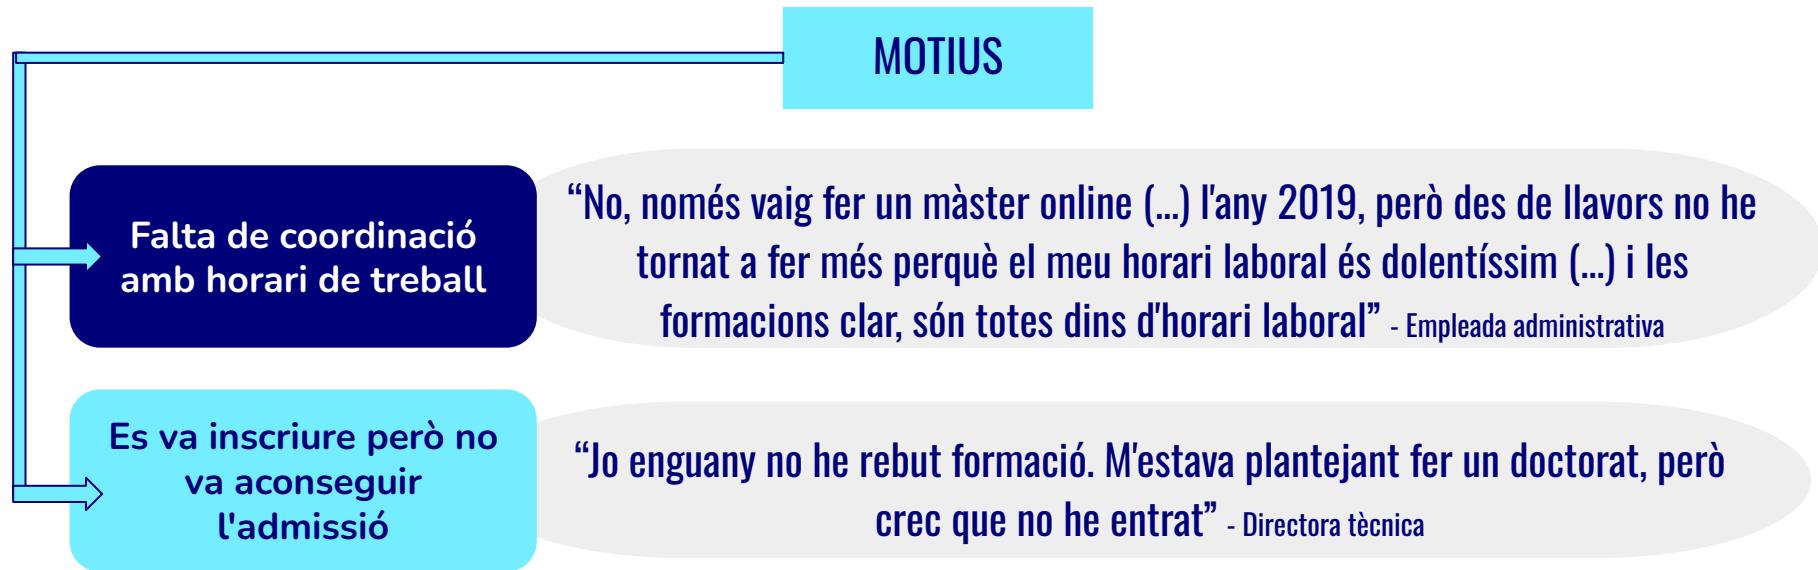 MOTIUS
Falta de coordinació
amb horari de treball
“No, només vaig fer un màster online (...) l'any 2019, però des de llavors no he
tornat a fer més perquè el meu horari laboral és dolentíssim (...) i les
formacions clar, són totes dins d'horari laboral” - Empleada administrativa
Es va inscriure però no
va aconseguir
l'admissió
“Jo enguany no he rebut formació. M'estava plantejant fer un doctorat, però
crec que no he entrat” - Directora tècnica